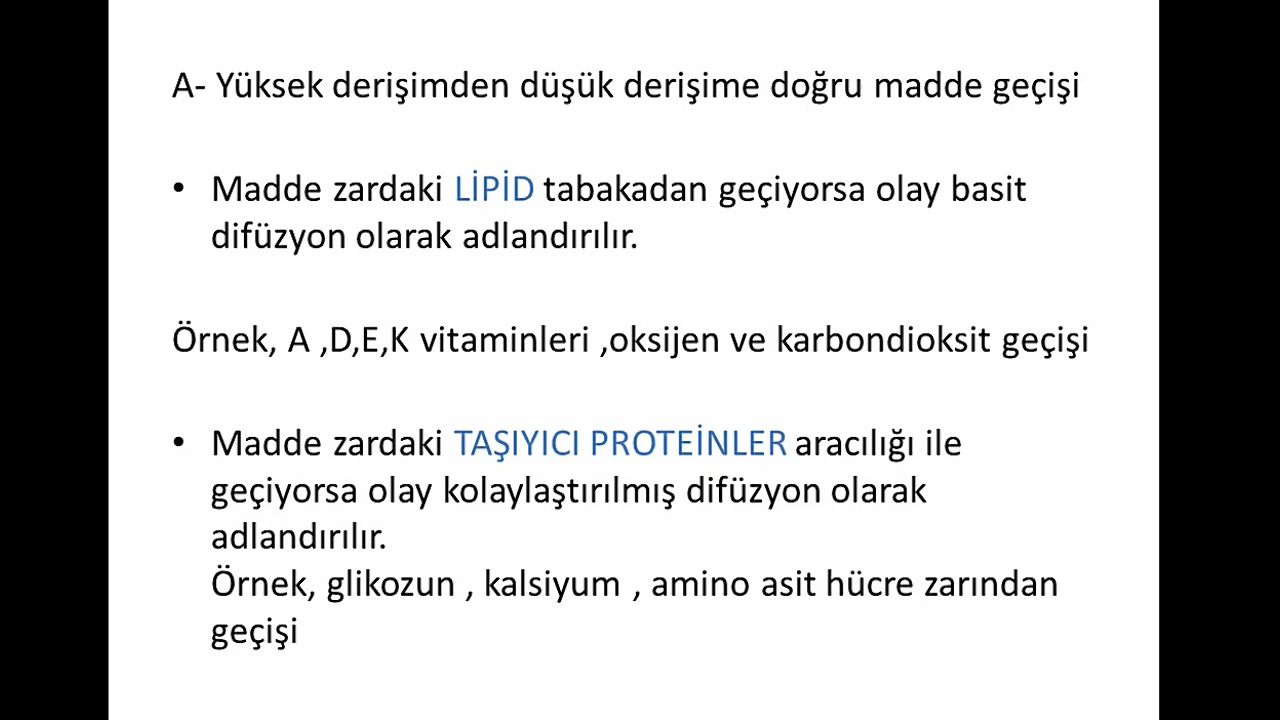 A- Yüksek derişimden düşük derişime doğru madde geçişi
• Madde zardaki LİPİD tabakadan geçiyorsa olay basit
difüzyon olarak adlandırılır.
Örnek, A ,D,E,K vitaminleri ,oksijen ve karbondioksit geçişi
• Madde zardaki TAŞIYICI PROTEİNLER aracılığı ile
geçiyorsa olay kolaylaştırılmış difüzyon olarak
adlandırılır.
Örnek, glikozun , kalsiyum , amino asit hücre zarından
geçişi